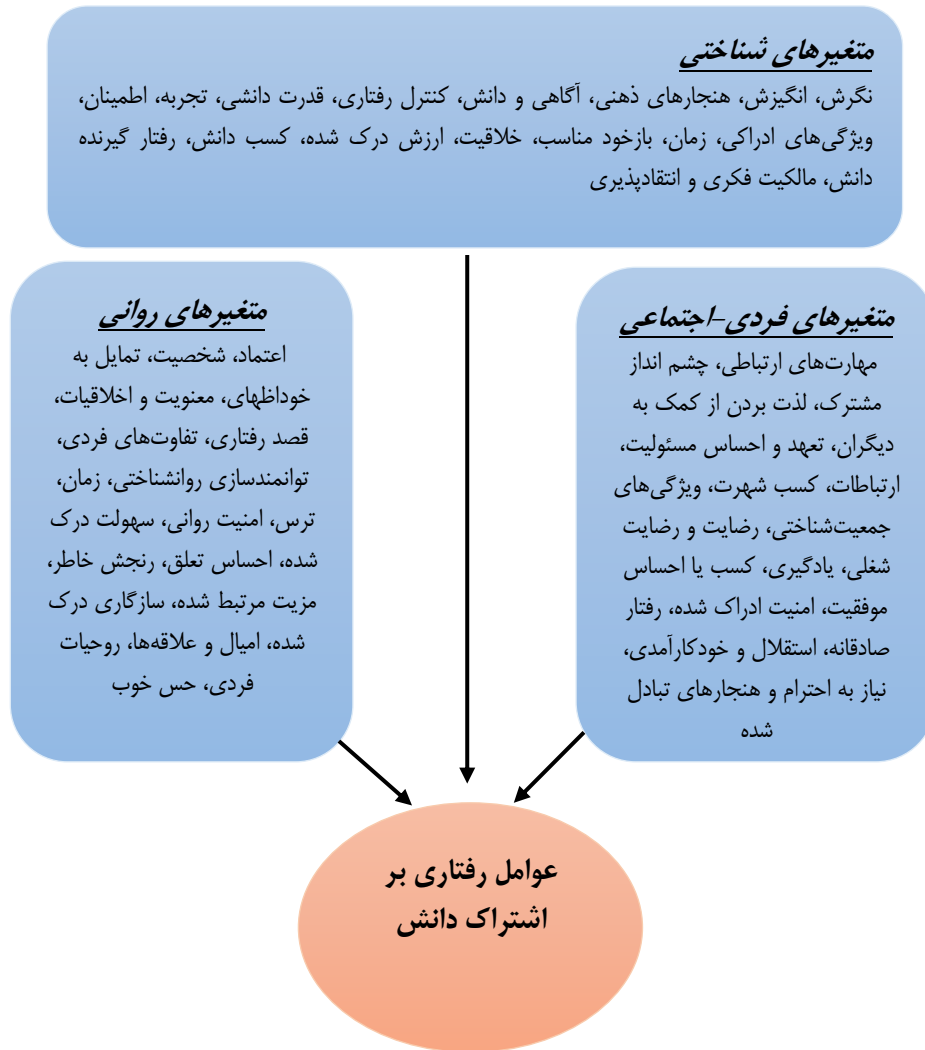 متغیرهای شناختی
نگرش، انگیزش، هنجارهای ذهنی، آگاهی و دانش، کنترل رفتاری، قدرت دانشی، تجربه، اطمینان،
ویژگی‌های ادراکی، زمان، بازخود مناسب، خلاقیت، ارزش درک شده، کسب دانش، رفتار گیرنده
دانش، مالکیت فکری و انتقادپذیری
متغیرهای فردی-اجتماعی
مهارت‌های ارتباطی، چشم انداز
مشترک، لذت بردن از کمک به
دیگران، تعهد و احساس مسئولیت،
ارتباطات، کسب شهرت، ویژگی‌های
جمعیت‌شناختی، رضایت و رضایت
شغلی، یادگیری، کسب یا احساس
موفقیت، امنیت ادراک شده، رفتار
صادقانه، استقلال و خودکارآمدی،
نیاز به احترام و هنجارهای تبادل
شده
متغیرهای روانی
اعتماد، شخصیت، تمایل به
خوداظهای، معنویت و اخلاقیات،
قصد رفتاری، تفاوت‌های فردی،
توانمندسازی روانشناختی، زمان،
ترس، امنیت روانی، سهولت درک
شده، احساس تعلق، رنجش خاطر،
مزیت مرتبط شده، سازگاری درک
شده، امیال و علاقه‌ها، روحیات
فردی، حس خوب
عوامل رفتاری بر
اشتراک دانش